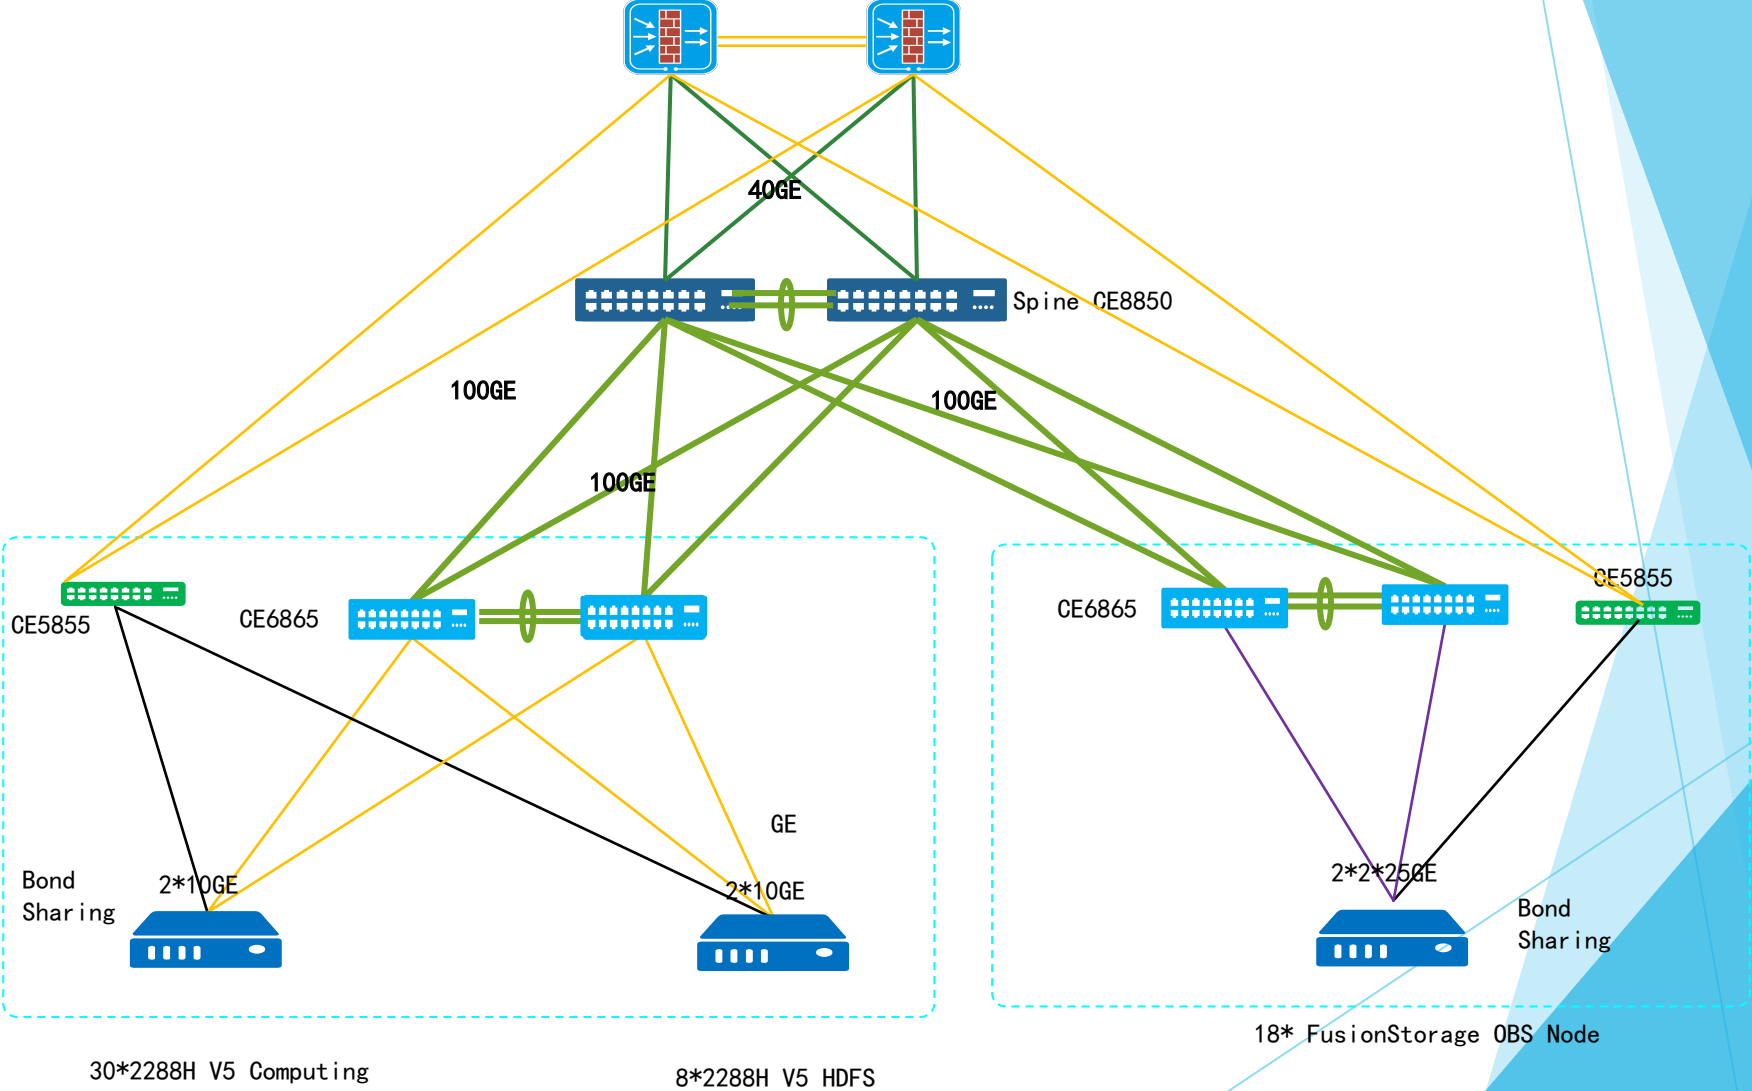 40GE
Spine CE8850
100GE
100GE
100GE
CE5855
CE6865
CE6865
CE5855
GE
Bond
Sharing
2*10GE
2*10GE
2*2*25GE
Bond
Sharing
18* FusionStorage OBS Node
30*2288H V5 Computing
8*2288H V5 HDFS